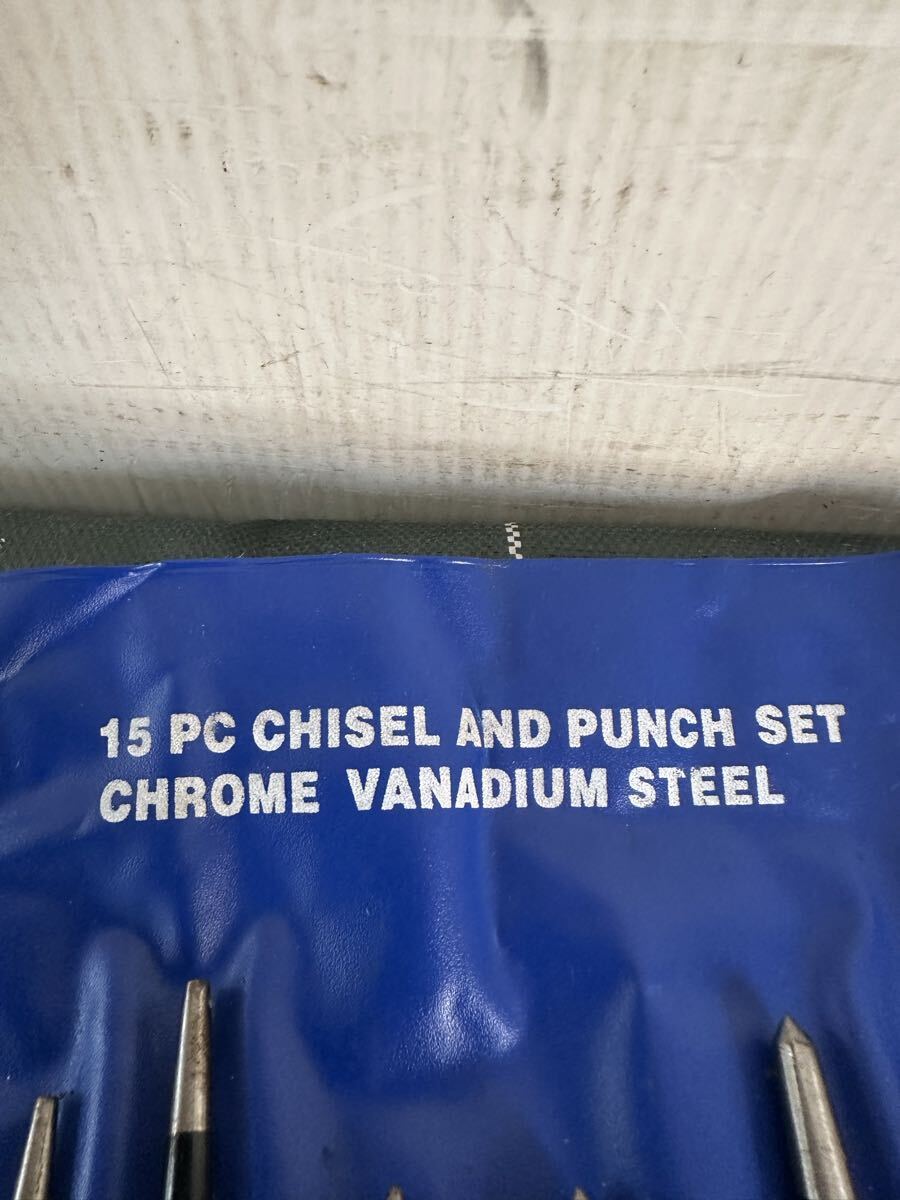 15 PC CHISEL AND PUNCH SET
CHROME VANADIUM STEEL